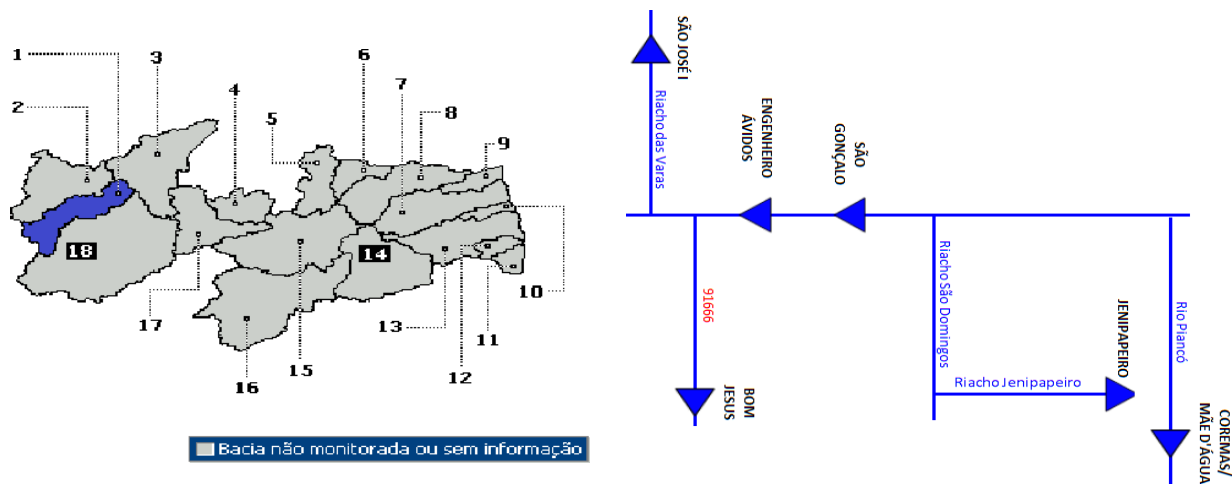 1
2
3
4
5
6
7
8
9
10
11
12
13
14
15
16
17
18
Bacia não monitorada ou sem informação
SÃO JOSÉ I
Riacho das Varas
ENGENHEIRO
ÁVIDOS
SÃO
GONÇALO
91666
BOM
JESUS
Riacho São Domingos
Riacho Jenipapeiro
JENIPAPEIRO
Rio Piancó
COREMAS/
MÃE D'ÁGUA